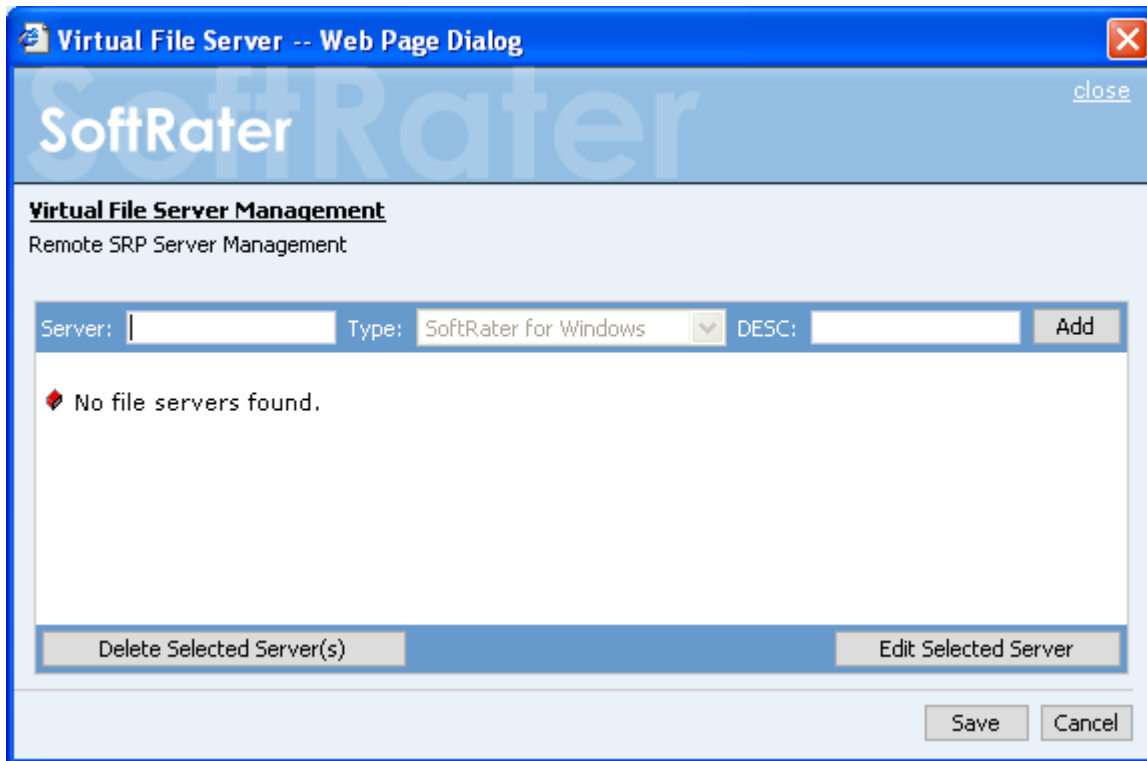 Virtual File Server -- Web Page Dialog
SoftRater
close
SoftRater
Virtual File Server Management
Remote SRP Server Management
Server: Type: SoftRater for Windows DESC: Add
No file servers found.
Delete Selected Server(s) Edit Selected Server
Save Cancel